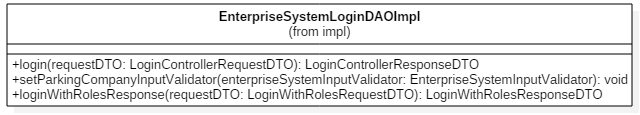 EnterpriseSystemLoginDAOImpl
(from impl)
+login(requestDTO: LoginControllerRequestDTO): LoginControllerResponseDTO
+setParkingCompanyInputValidator(enterpriseSystemInputValidator: EnterpriseSystemInputValidator): void
+loginWithRolesResponse(requestDTO: LoginWithRolesRequestDTO): LoginWithRolesResponseDTO